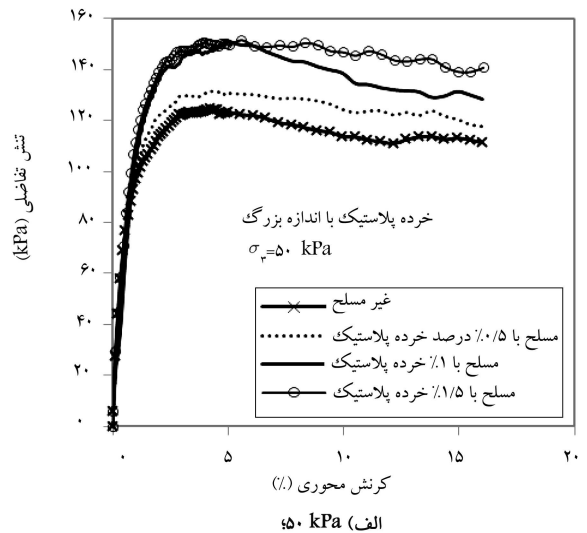 ۱۶۰
۱۴۰
۱۲۰
۱۰۰
۸۰
۶۰
۴۰
۲۰
۰
تنش تفاضلی (kPa)
خرده پلاستیک با اندازه بزرگ
σ۳=۵۰ kPa
غیر مسلح
مسلح با ۰/۵٪ درصد خرده پلاستیک
مسلح با ۱٪ خرده پلاستیک
مسلح با ۱/۵٪ خرده پلاستیک
۰ ۵ ۱۰ ۱۵ ۲۰
کرنش محوری (٪)
الف) ۵۰ kPa؛